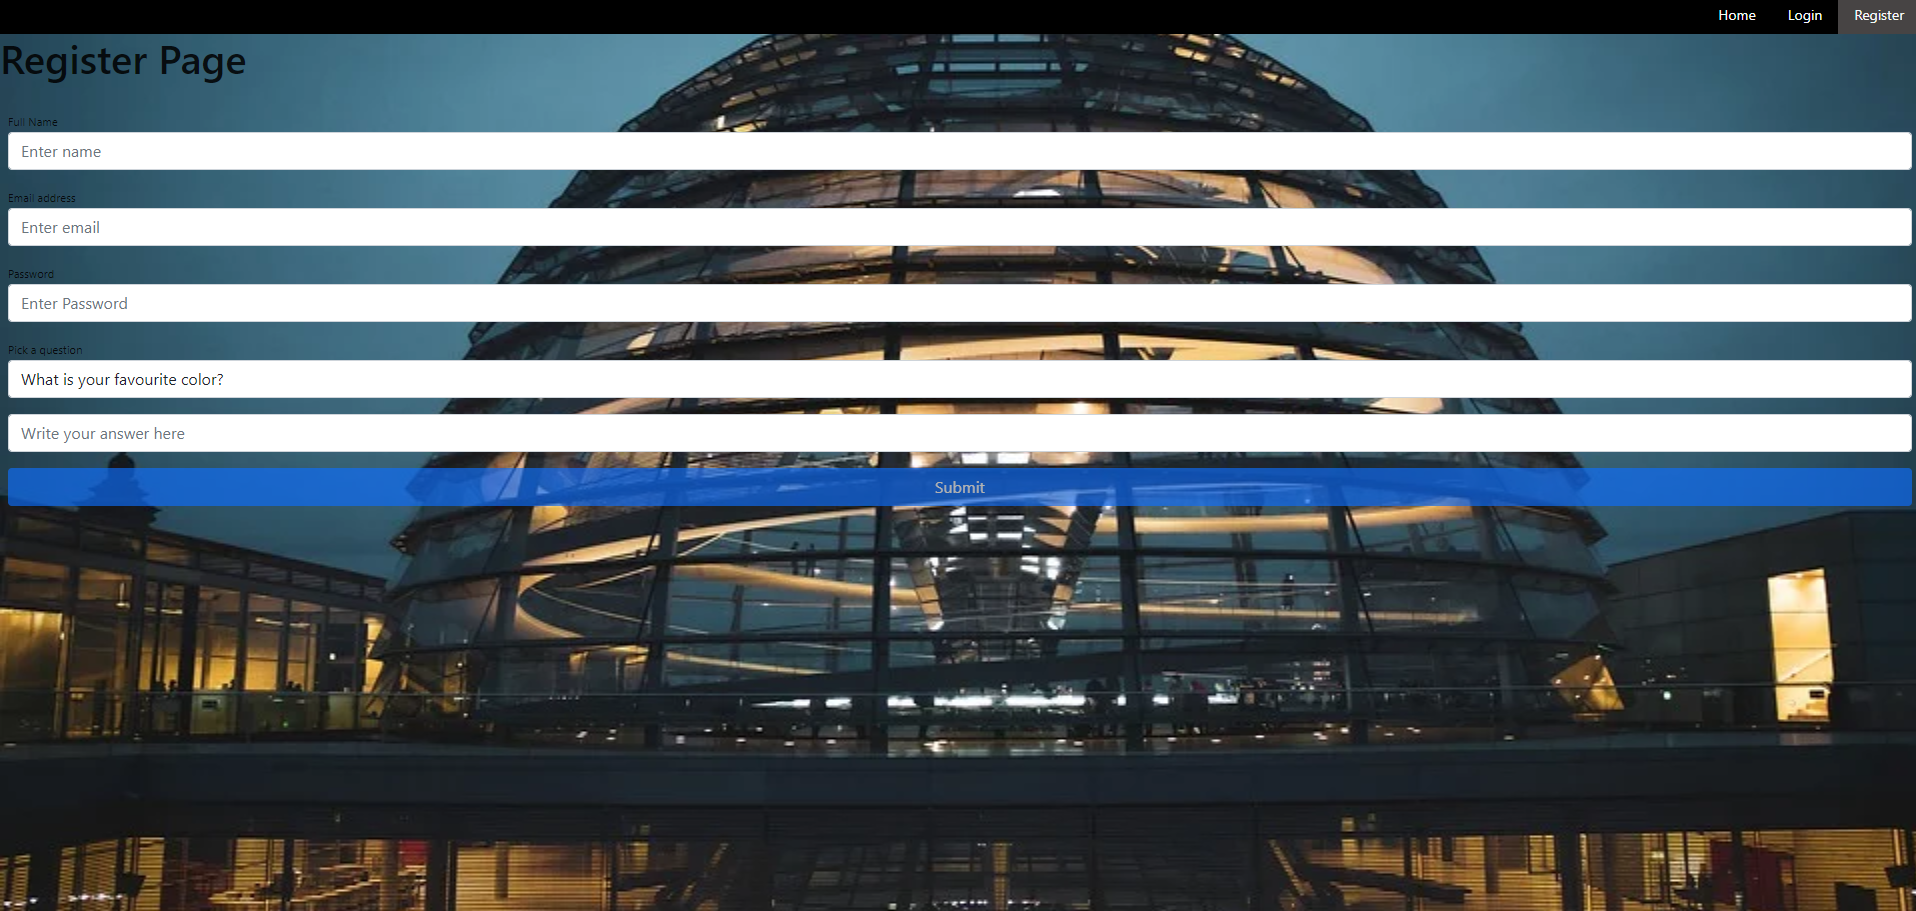 Home Login Register
Register Page
Full Name
Enter name
Email address
Enter email
Password
Enter Password
Pick a question
What is your favourite color?
Write your answer here
Submit